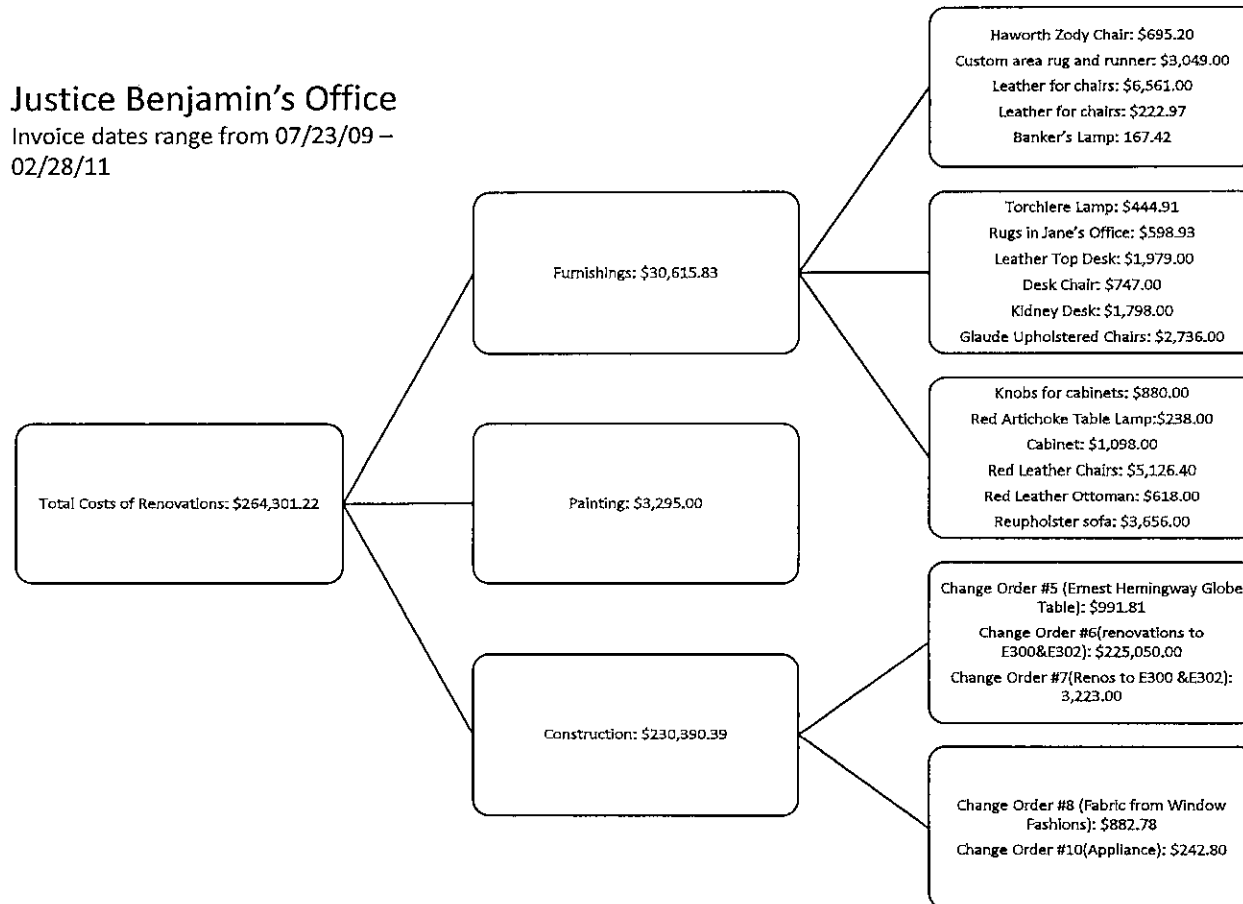 Justice Benjamin's Office
Invoice dates range from 07/23/09 –
02/28/11
Total Costs of Renovations: $264,301.22
Furnishings: $30,615.83
Painting: $3,295.00
Construction: $230,390.39
Haworth Zody Chair: $695.20
Custom area rug and runner: $3,049.00
Leather for chairs: $6,561.00
Leather for chairs: $222.97
Banker's Lamp: 167.42
Torchiere Lamp: $444.91
Rugs in Jane's Office: $598.93
Leather Top Desk: $1,979.00
Desk Chair: $747.00
Kidney Desk: $1,798.00
Glaude Upholstered Chairs: $2,736.00
Knobs for cabinets: $880.00
Red Artichoke Table Lamp:$238.00
Cabinet: $1,098.00
Red Leather Chairs: $5,126.40
Red Leather Ottoman: $618.00
Reupholster sofa: $3,656.00
Change Order #5 (Ernest Hemingway Globe
Table): $991.81
Change Order #6(renovations to
E300&E302): $225,050.00
Change Order #7(Renos to E300 &E302):
3,223.00
Change Order #8 (Fabric from Window
Fashions): $882.78
Change Order #10(Appliance): $242.80